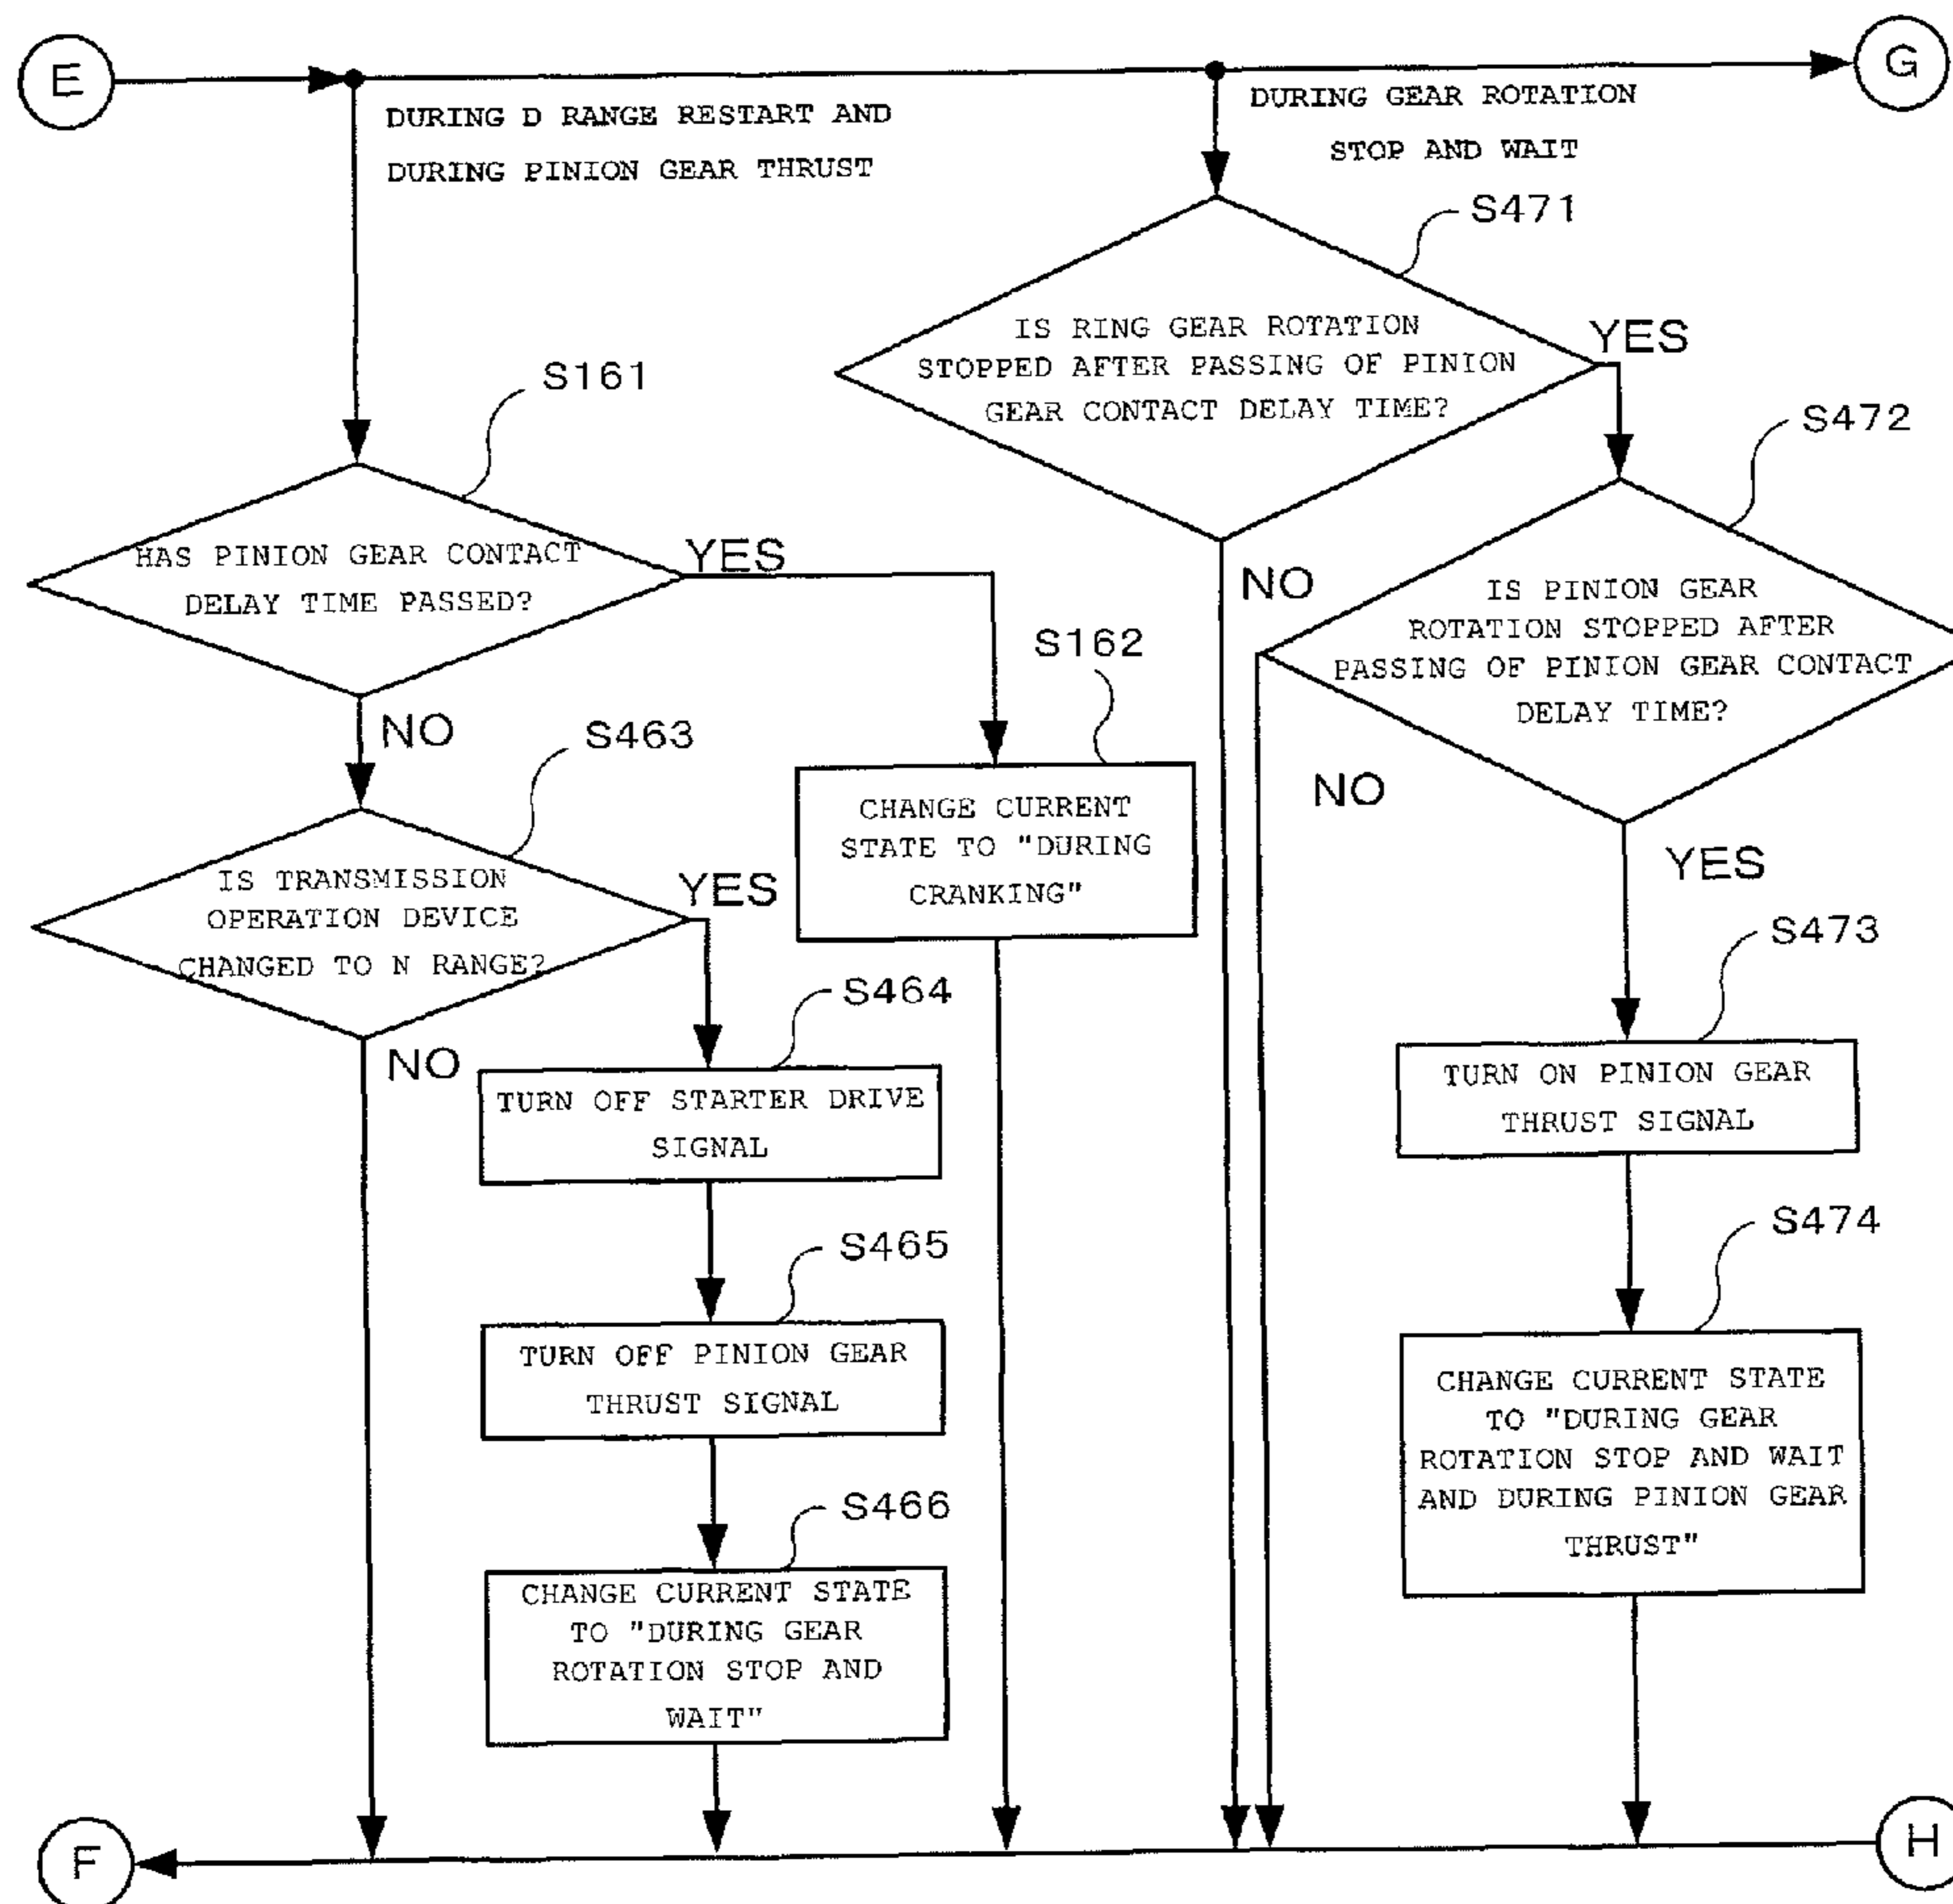 E
G
DURING D RANGE RESTART AND
DURING PINION GEAR THRUST
DURING GEAR ROTATION
STOP AND WAIT
S471
IS RING GEAR ROTATION
STOPPED AFTER PASSING OF PINION
GEAR CONTACT DELAY TIME?
YES
NO
S161
HAS PINION GEAR CONTACT
DELAY TIME PASSED?
YES
NO
S472
IS PINION GEAR
ROTATION STOPPED AFTER
PASSING OF PINION GEAR CONTACT
DELAY TIME?
NO
YES
S162
CHANGE CURRENT
STATE TO "DURING
CRANKING"
S463
IS TRANSMISSION
OPERATION DEVICE
CHANGED TO N RANGE?
YES
NO
S464
TURN OFF STARTER DRIVE
SIGNAL
S473
TURN ON PINION GEAR
THRUST SIGNAL
S465
TURN OFF PINION GEAR
THRUST SIGNAL
S474
CHANGE CURRENT STATE
TO "DURING GEAR
ROTATION STOP AND WAIT
AND DURING PINION GEAR
THRUST"
S466
CHANGE CURRENT STATE
TO "DURING GEAR
ROTATION STOP AND
WAIT"
F
H